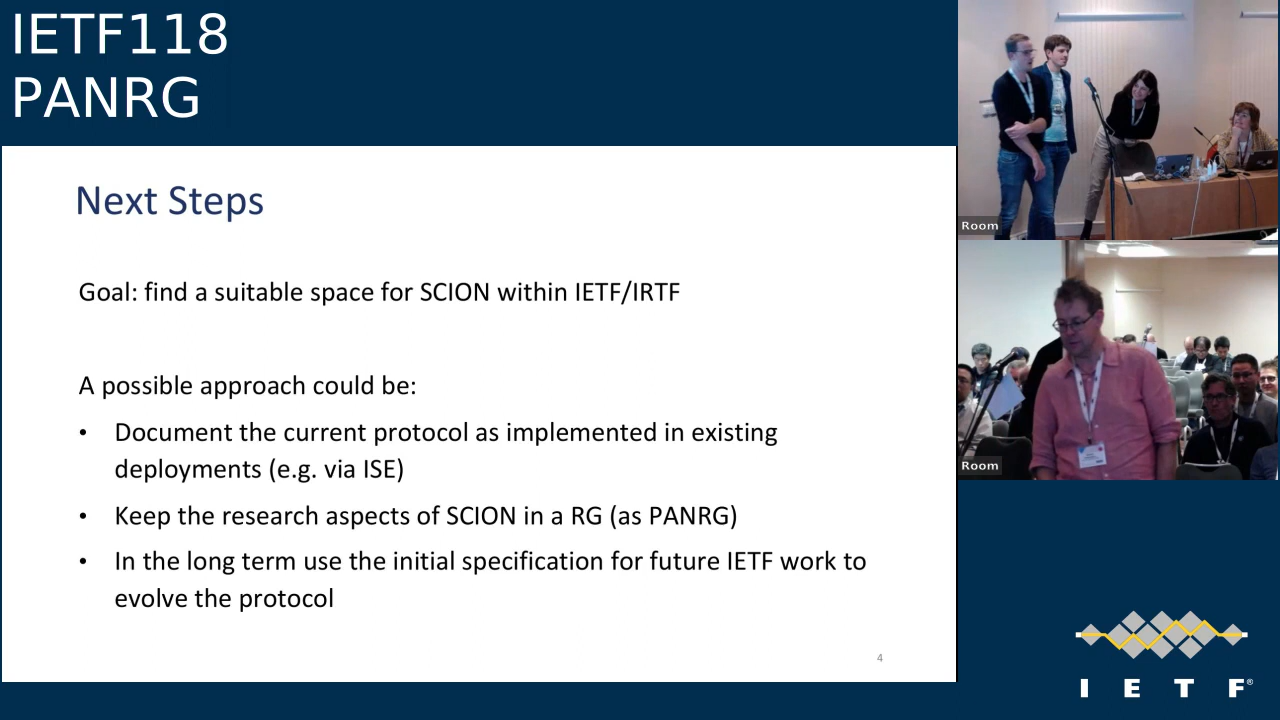 IETF118
PANRG
Next Steps
Goal: find a suitable space for SCION within IETF/IRTF
A possible approach could be:
• Document the current protocol as implemented in existing
deployments (e.g. via ISE)
• Keep the research aspects of SCION in a RG (as PANRG)
• In the long term use the initial specification for future IETF work to
evolve the protocol
4
Room
Room
I E T F®